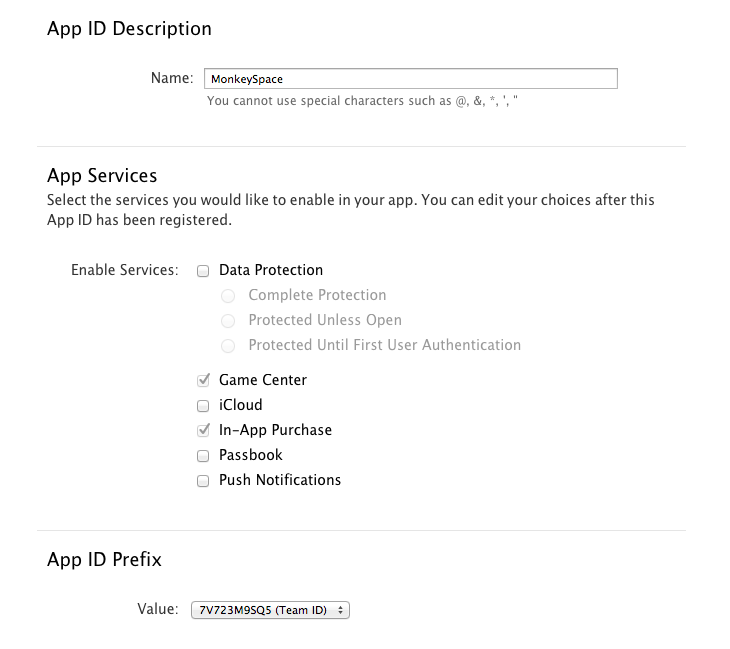 App ID Description
Name: MonkeySpace
You cannot use special characters such as @, &, *, ', "
App Services
Select the services you would like to enable in your app. You can edit your choices after this
App ID has been registered.
Enable Services: Data Protection
Complete Protection
Protected Unless Open
Protected Until First User Authentication
Game Center
iCloud
In-App Purchase
Passbook
Push Notifications
App ID Prefix
Value: 7V723M9SQ5 (Team ID)